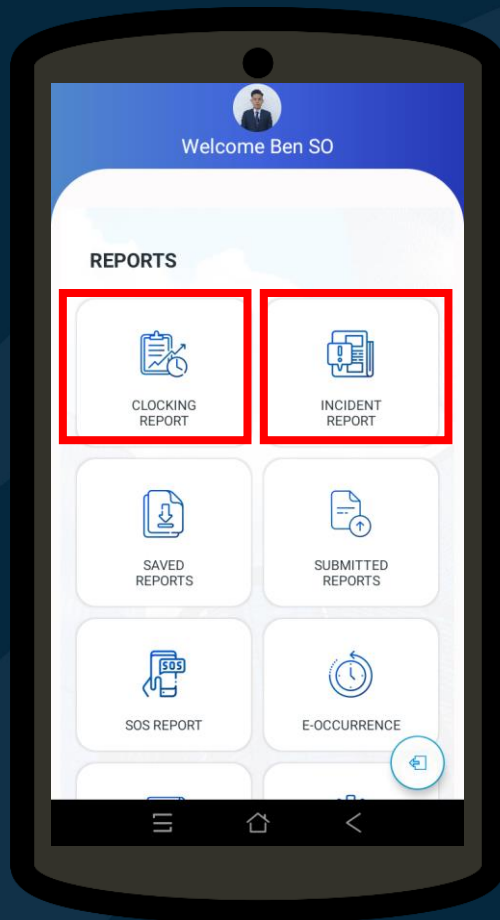 Welcome Ben SO
REPORTS
CLOCKING
REPORT
INCIDENT
REPORT
SAVED
REPORTS
SUBMITTED
REPORTS
SOS
SOS REPORT
E-OCCURRENCE